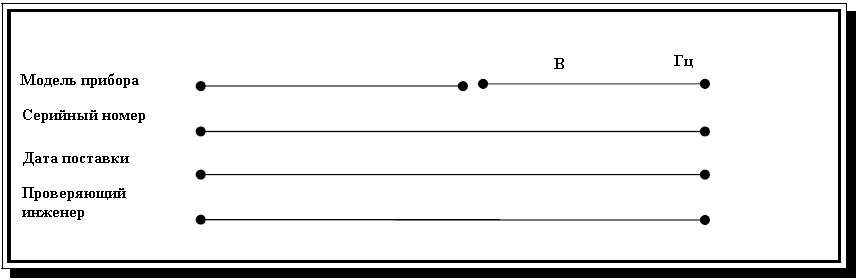 В Гц
Модель прибора
Серийный номер
Дата поставки
Проверяющий
инженер